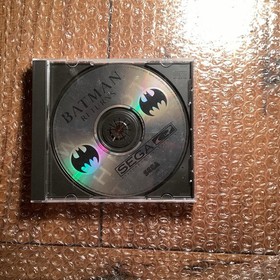 BATMAN
RETURNS
SEGA CD
SEGA